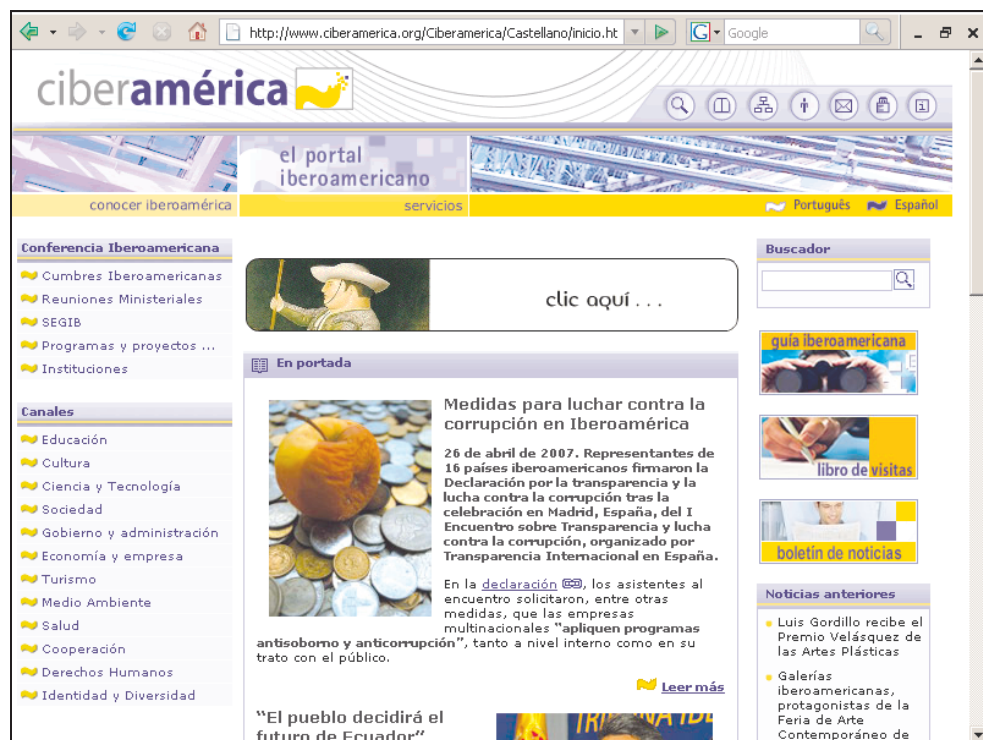 http://www.ciberamerica.org/Ciberamerica/Castellano/inicio.ht
Google
ciberamérica
el portal
iberoamericano
conocer iberoamérica
servicios
Português
Español
Conferencia Iberoamericana
Cumbres Iberoamericanas
Reuniones Ministeriales
SEGIB
Programas y proyectos ...
Instituciones
Canales
Educación
Cultura
Ciencia y Tecnología
Sociedad
Gobierno y administración
Economía y empresa
Turismo
Medio Ambiente
Salud
Cooperación
Derechos Humanos
Identidad y Diversidad
clic aquí . . .
En portada
Medidas para luchar contra la
corrupción en Iberoamérica
26 de abril de 2007. Representantes de
16 países iberoamericanos firmaron la
Declaración por la transparencia y la
lucha contra la corrupción tras la
celebración en Madrid, España, del I
Encuentro sobre Transparencia y lucha
contra la corrupción, organizado por
Transparencia Internacional en España.
En la declaración, los asistentes al
encuentro solicitaron, entre otras
medidas, que las empresas
multinacionales "apliquen programas
antisoborno y anticorrupción", tanto a nivel interno como en su
trato con el público.
Leer más
"El pueblo decidirá el
futuro de Ecuador"
Buscador
guía iberoamericana
libro de visitas
boletín de noticias
Noticias anteriores
Luis Gordillo recibe el
Premio Velásquez de
las Artes Plásticas
Galerías
iberoamericanas,
protagonistas de la
Feria de Arte
Contemporáneo de